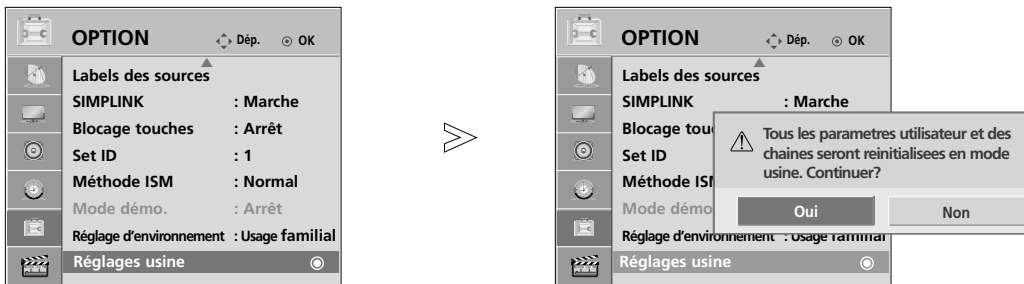 OPTION Dép. OK
Labels des sources
SIMPLINK : Marche
Blocage touches : Arrêt
Set ID : 1
Méthode ISM : Normal
Mode démo. : Arrêt
Réglage d'environnement : Usage familial
Réglages usine
OPTION Dép. OK
Labels des sources
SIMPLINK : Marche
Blocage tou
Set ID
Méthode IS
Mode démo
Réglage d'environnement : Usage familial
Réglages usine
Tous les parametres utilisateur et des
chaines seront reinitialisees en mode
usine. Continuer?
Oui Non